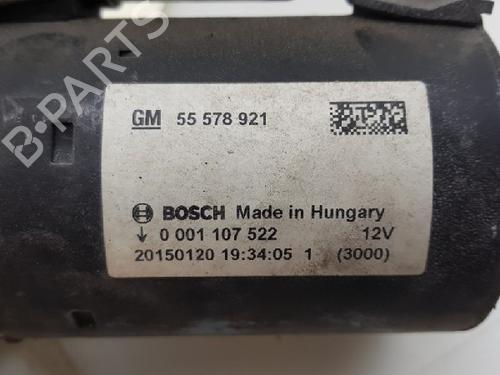 B-PARTS
GM 55 578 921
BOSCH Made in Hungary
0 001 107 522 12V
20150120 19:34:05 1 (3000)